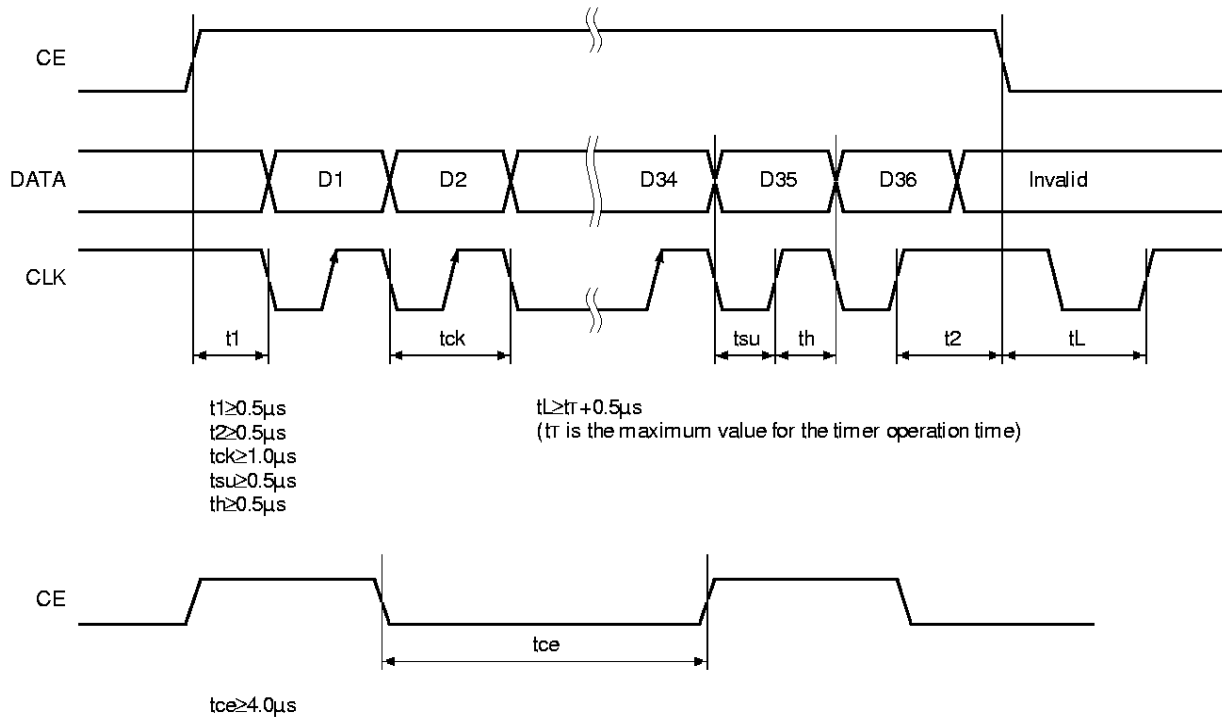 CE
DATA
D1 D2 D34 D35 D36 Invalid
CLK
t1 tck tsu th t2 tL
t1≥0.5µs
t2≥0.5µs
tck≥1.0µs
tsu≥0.5µs
th≥0.5µs
tL≥tT+0.5µs
(tT is the maximum value for the timer operation time)
CE
tce
tce≥4.0µs